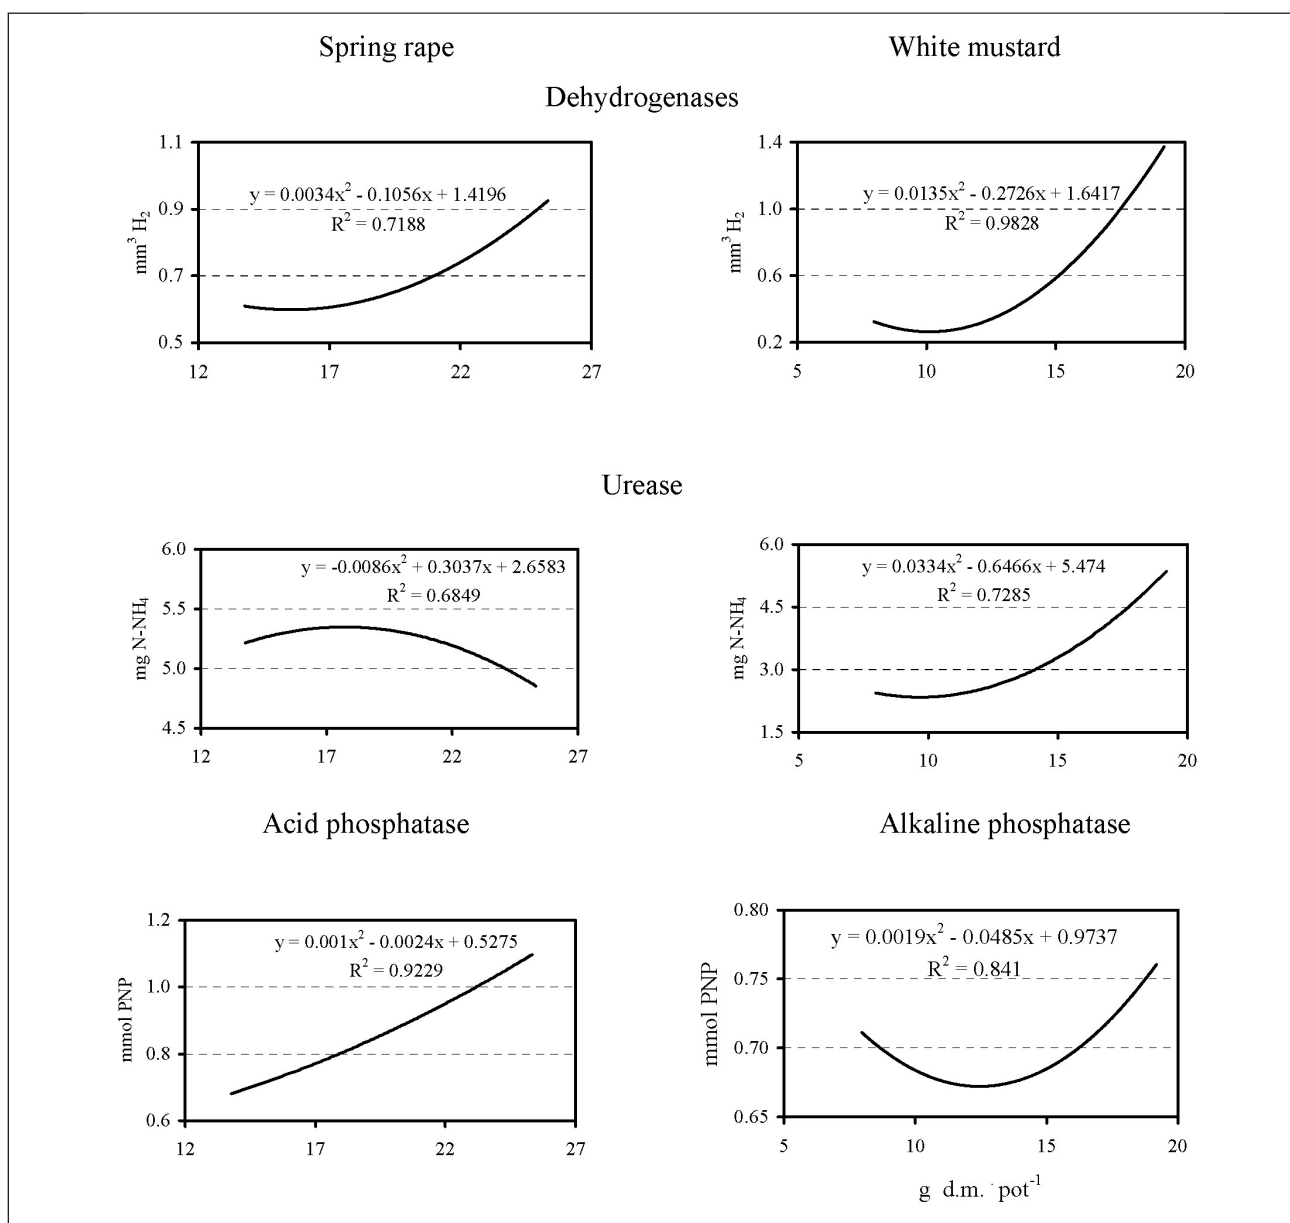 Spring rape White mustard
Dehydrogenases
1.1
0.9
0.7
0.5
mm³ H₂
y = 0.0034x² - 0.1056x + 1.4196
R² = 0.7188
12 17 22 27
1.4
1.0
0.6
0.2
mm³ H₂
y = 0.0135x² - 0.2726x + 1.6417
R² = 0.9828
5 10 15 20
Urease
6.0
5.5
5.0
4.5
mg N-NH₄
y = -0.0086x² + 0.3037x + 2.6583
R² = 0.6849
12 17 22 27
6.0
4.5
3.0
1.5
mg N-NH₄
y = 0.0334x² - 0.6466x + 5.474
R² = 0.7285
5 10 15 20
Acid phosphatase Alkaline phosphatase
1.2
1.0
0.8
0.6
mmol PNP
y = 0.001x² - 0.0024x + 0.5275
R² = 0.9229
12 17 22 27
0.80
0.75
0.70
0.65
mmol PNP
y = 0.0019x² - 0.0485x + 0.9737
R² = 0.841
5 10 15 20
g d.m. · pot⁻¹